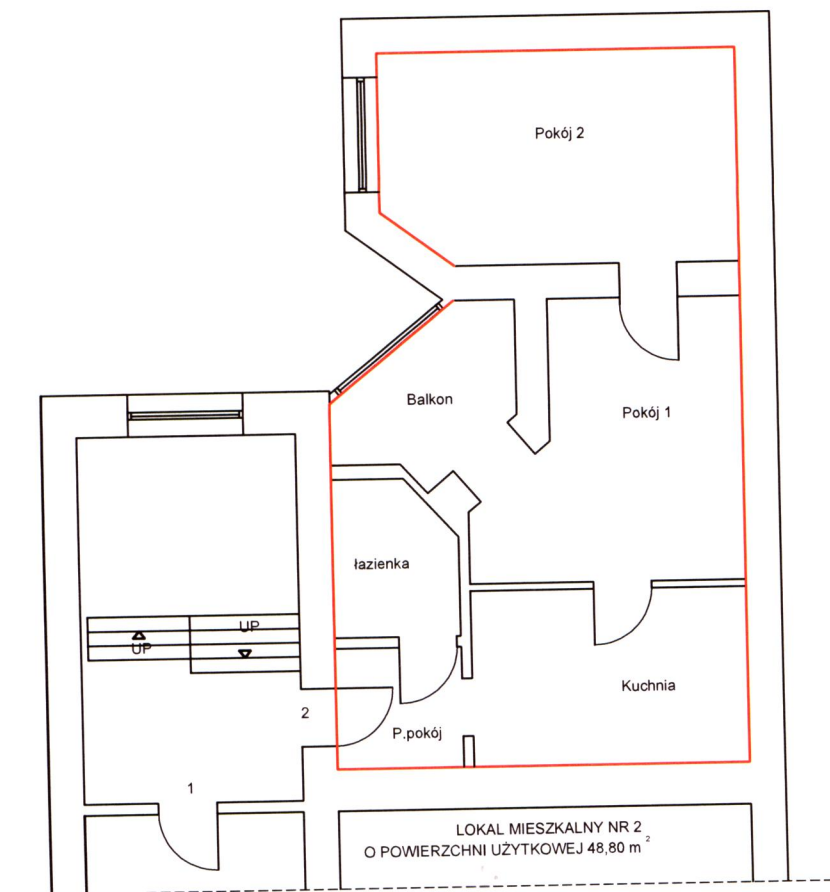 Pokój 2
Balkon
Pokój 1
łazienka
UP
UP
Kuchnia
2
P.pokój
1
LOKAL MIESZKALNY NR 2
O POWIERZCHNI UŻYTKOWEJ 48,80 m²